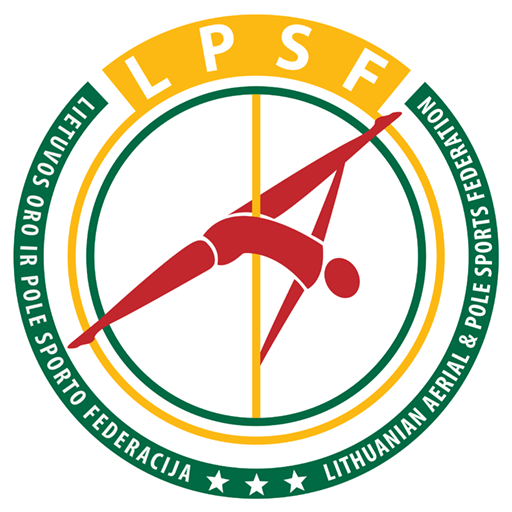 LPSF
LIETUVOS ORO IR POLE SPORTO FEDERACIJA
LITHUANIAN AERIAL & POLE SPORTS FEDERATION